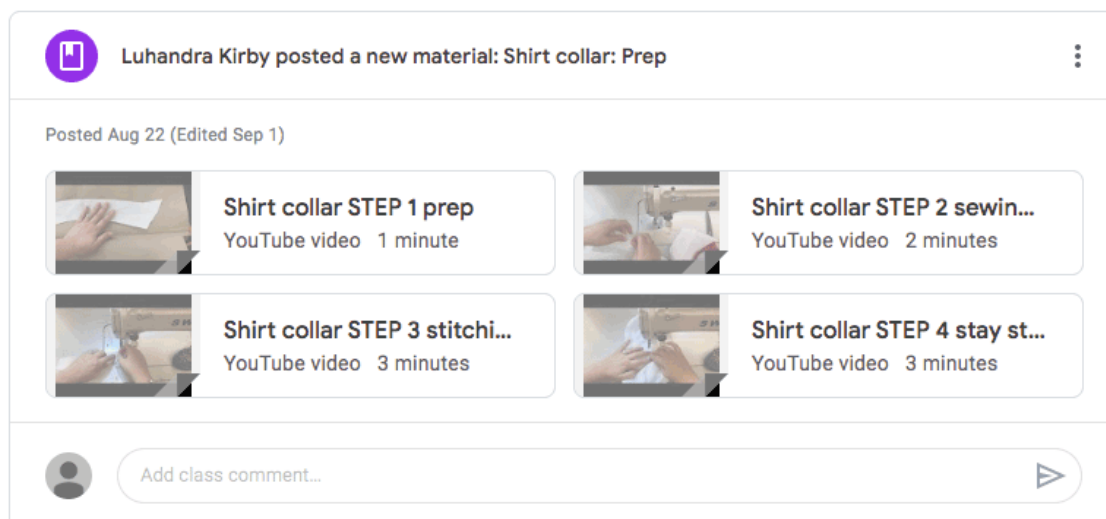 Luhandra Kirby posted a new material: Shirt collar: Prep
Posted Aug 22 (Edited Sep 1)
Shirt collar STEP 1 prep
YouTube video 1 minute
Shirt collar STEP 2 sewin...
YouTube video 2 minutes
Shirt collar STEP 3 stitchi...
YouTube video 3 minutes
Shirt collar STEP 4 stay st...
YouTube video 3 minutes
Add class comment...